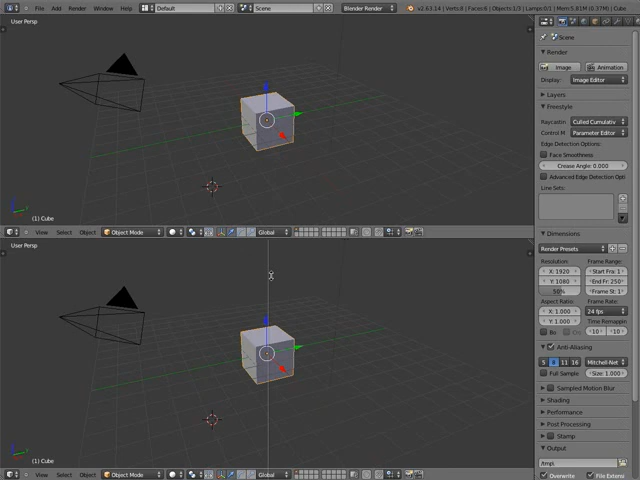 File Add Render Window Help Default Scene Blender Render v2.63.14 | Verts:8 | Faces:6 | Objects:1/3 | Lamps:0/1 | Mem:5.81M (0.37M) | Cube
User Persp
(1) Cube
View Select Object Object Mode Global
User Persp
(1) Cube
View Select Object Object Mode Global
Scene
Render
Image Animation
Display: Image Editor
Layers
Freestyle
Raycastin Culled Cumulativ
Control M Parameter Editor
Edge Detection Options:
Face Smoothness
Crease Angle: 0.000
Advanced Edge Detection Opti
Line Sets:
Dimensions
Render Presets
Resolution: Frame Range:
X: 1920 Start Fra: 1
Y: 1080 End Fr: 250
50% Frame St: 1
Aspect Ratio: Frame Rate:
X: 1.000 24 fps
Y: 1.000 Time Remappin
Bo Cro 10 10
Anti-Aliasing
5 8 11 16 Mitchell-Net
Full Sample Size: 1.000
Sampled Motion Blur
Shading
Performance
Post Processing
Stamp
Output
/tmp\
Overwrite File Extensi